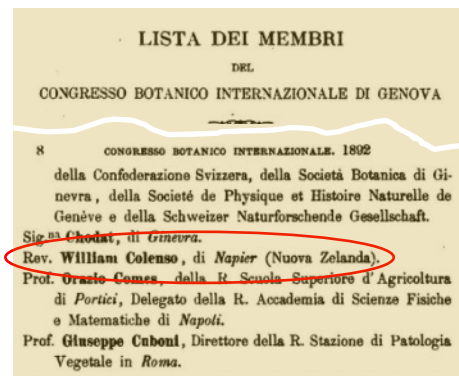 LISTA DEI MEMBRI
DEL
CONGRESSO BOTANICO INTERNAZIONALE DI GENOVA
8 CONGRESSO BOTANICO INTERNAZIONALE. 1892
della Confederazione Svizzera, della Società Botanica di Gi-
nevra, della Societé de Physique et Histoire Naturelle de
Genève e della Schweizer Naturforschende Gesellschaft.
Sig.na Chodat, di Ginevra.
Rev. William Colenso, di Napier (Nuova Zelanda).
Prof. Orazio Comes, della R. Scuola Superiore d'Agricoltura
di Portici, Delegato della R. Accademia di Scienze Fisiche
e Matematiche di Napoli.
Prof. Giuseppe Cuboni, Direttore della R. Stazione di Patologia
Vegetale in Roma.